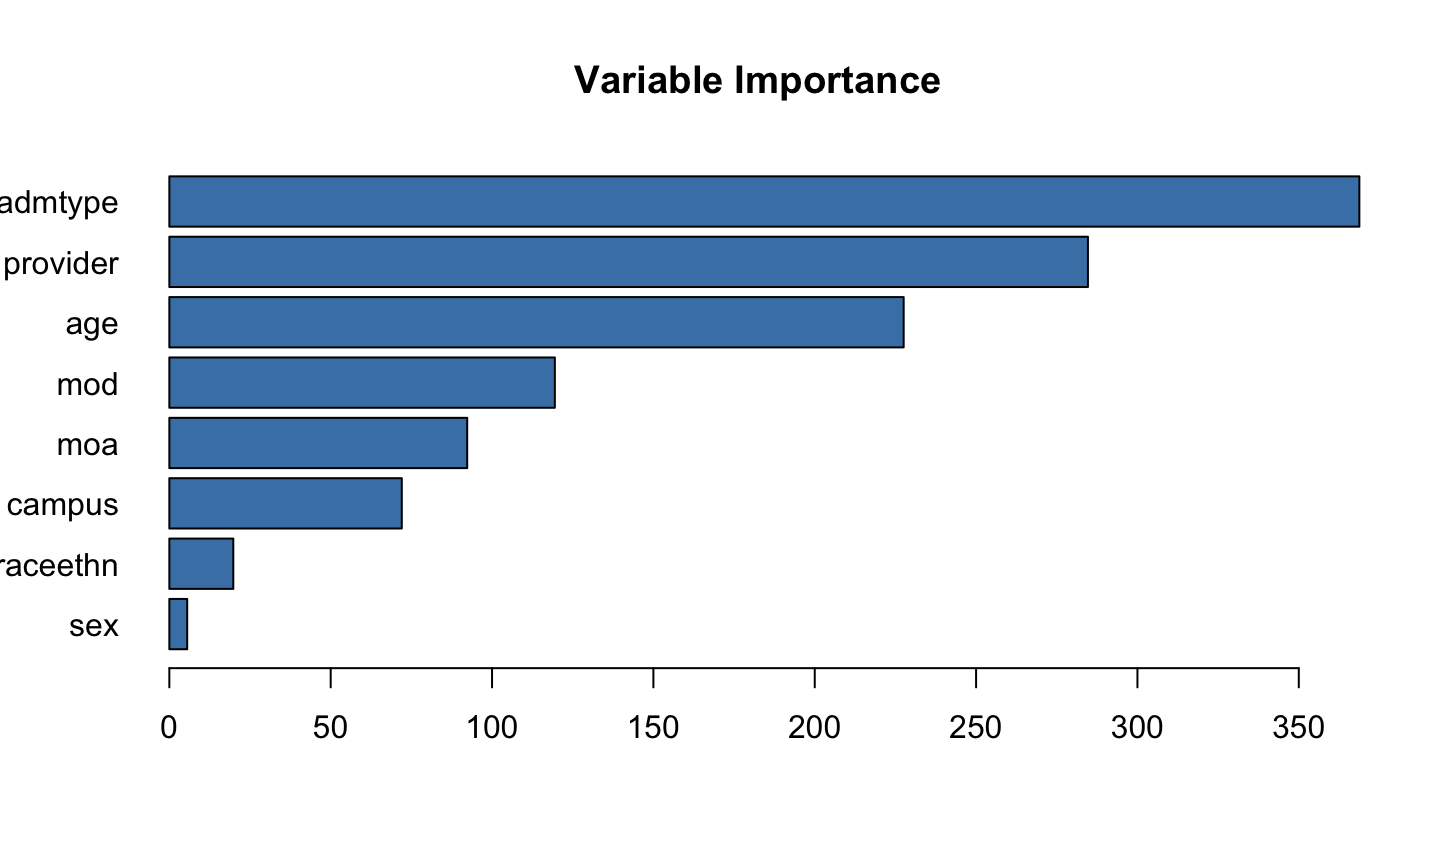 Variable Importance
admtype
provider
age
mod
moa
campus
raceethn
sex
0 50 100 150 200 250 300 350